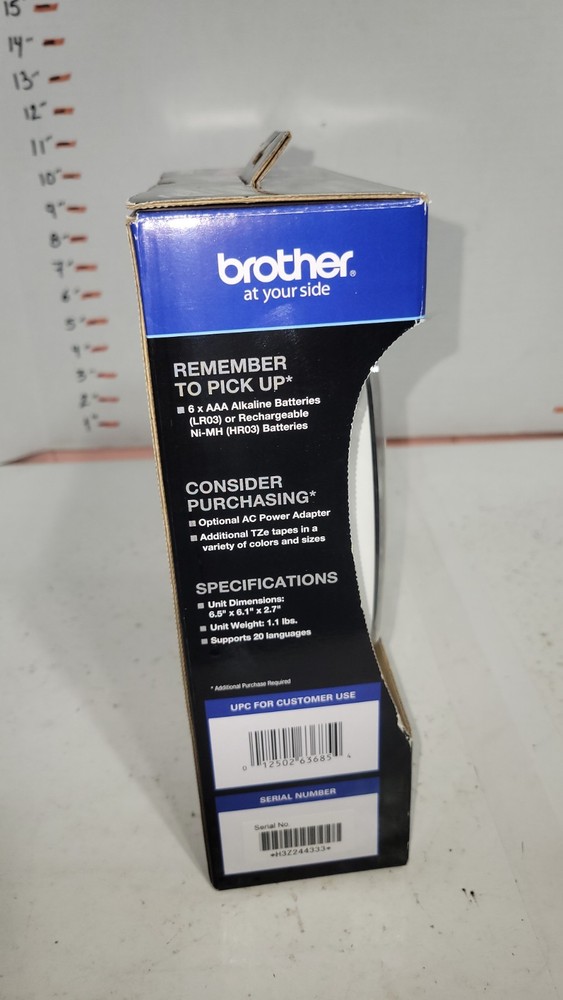 15"
14"
13"
12"
11"
10"
9"
8"
7"
6"
5"
4"
3"
2"
1"
brother®
at your side
REMEMBER
TO PICK UP*
6 x AAA Alkaline Batteries
(LR03) or Rechargeable
Ni-MH (HR03) Batteries
CONSIDER
PURCHASING*
Optional AC Power Adapter
Additional TZe tapes in a
variety of colors and sizes
SPECIFICATIONS
Unit Dimensions:
6.5" x 6.1" x 2.7"
Unit Weight: 1.1 lbs.
Supports 20 languages
* Additional Purchase Required
UPC FOR CUSTOMER USE
0 12502 63685 4
SERIAL NUMBER
Serial No.
*H3Z244333*